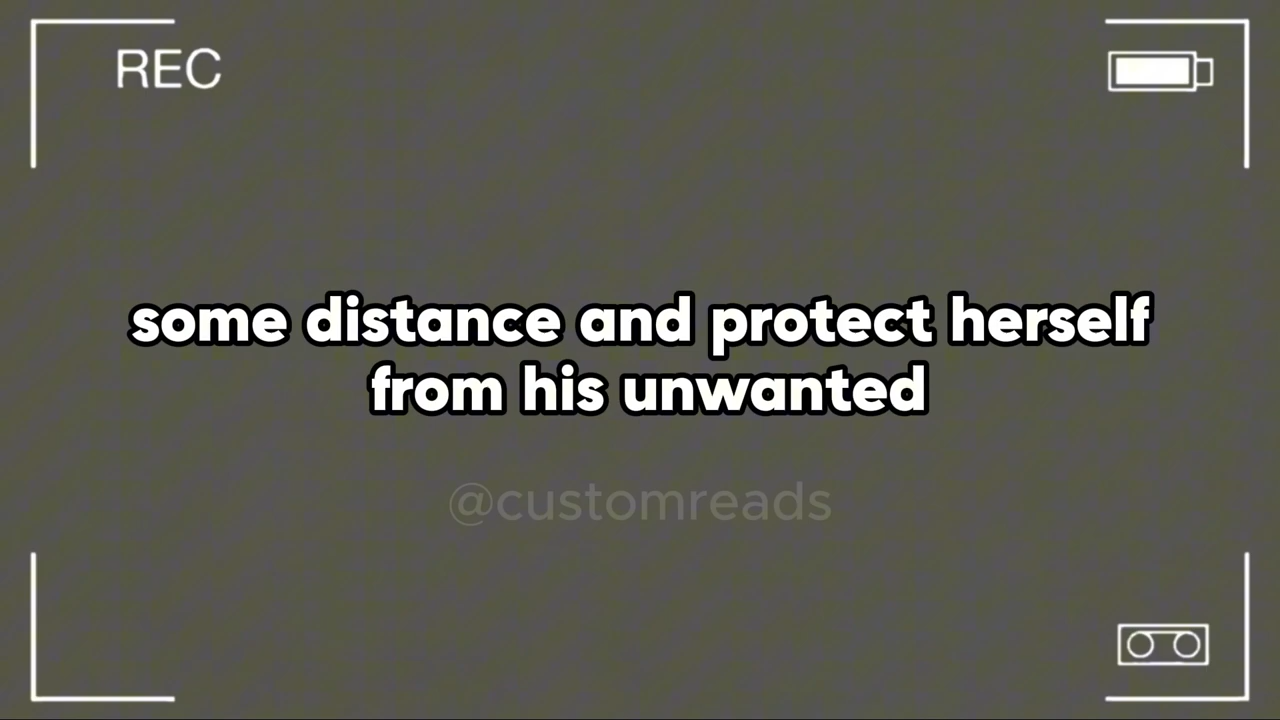 REC
some distance and protect herself
from his unwanted
@customreads